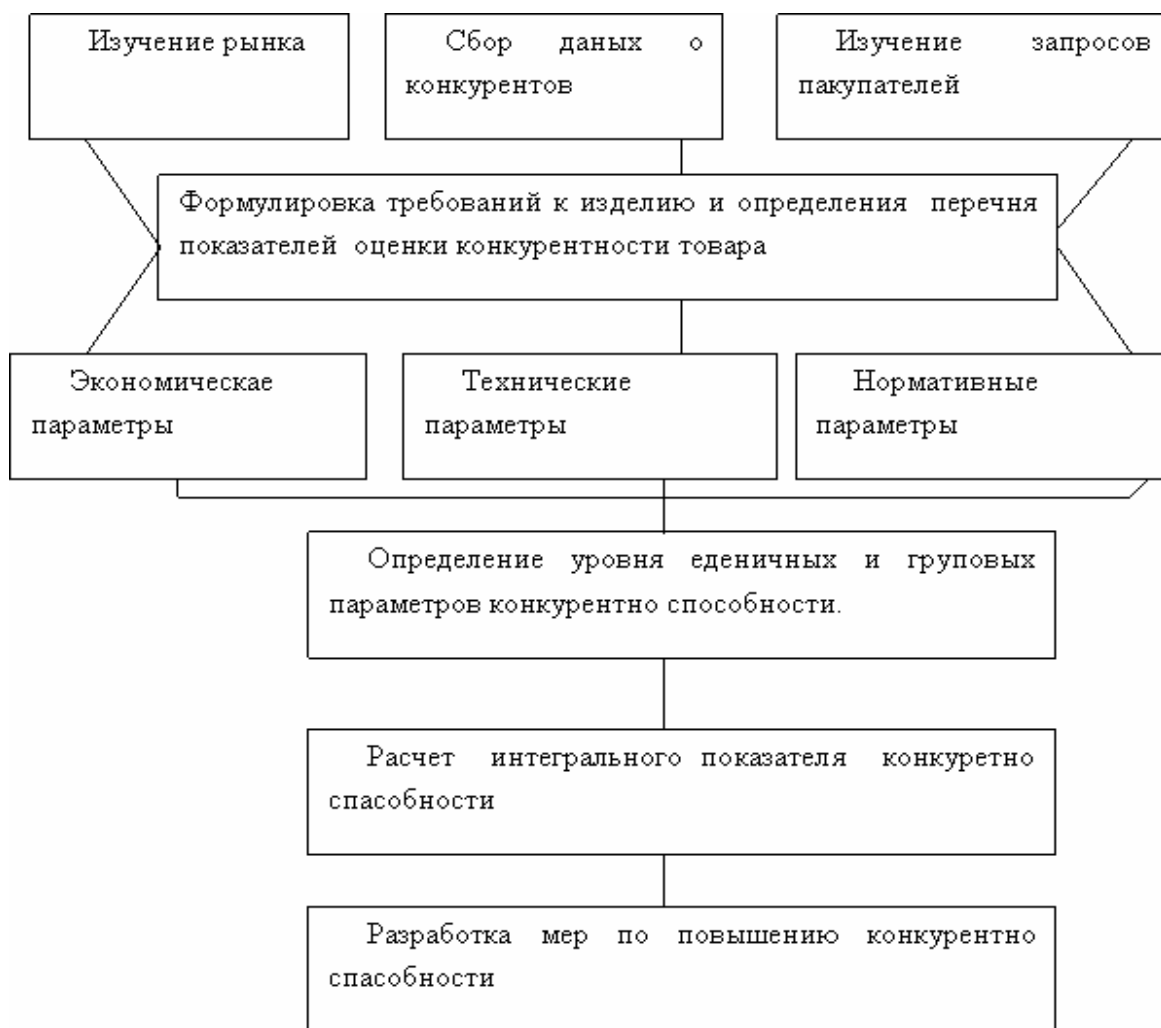 Изучение рынка
Сбор даных о
конкурентов
Изучение запросов
пакупателей
Формулировка требований к изделию и определения перечня
показателей оценки конкурентности товара
Экономическае
параметры
Технические
параметры
Нормативные
параметры
Определение уровня еденичных и груповых
параметров конкурентно способности.
Расчет интегрального показателя конкуретно
спасобности
Разработка мер по повышению конкурентно
способности